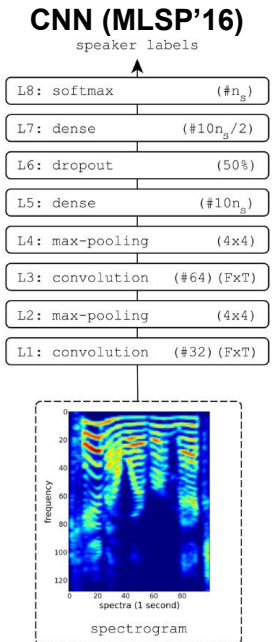 CNN (MLSP'16)
speaker labels
L8: softmax (#nₛ)
L7: dense (#10nₛ/2)
L6: dropout (50%)
L5: dense (#10nₛ)
L4: max-pooling (4x4)
L3: convolution (#64)(FxT)
L2: max-pooling (4x4)
L1: convolution (#32)(FxT)
0
20
40
60
80
100
120
frequency
0 20 40 60 80
spectra (1 second)
spectrogram